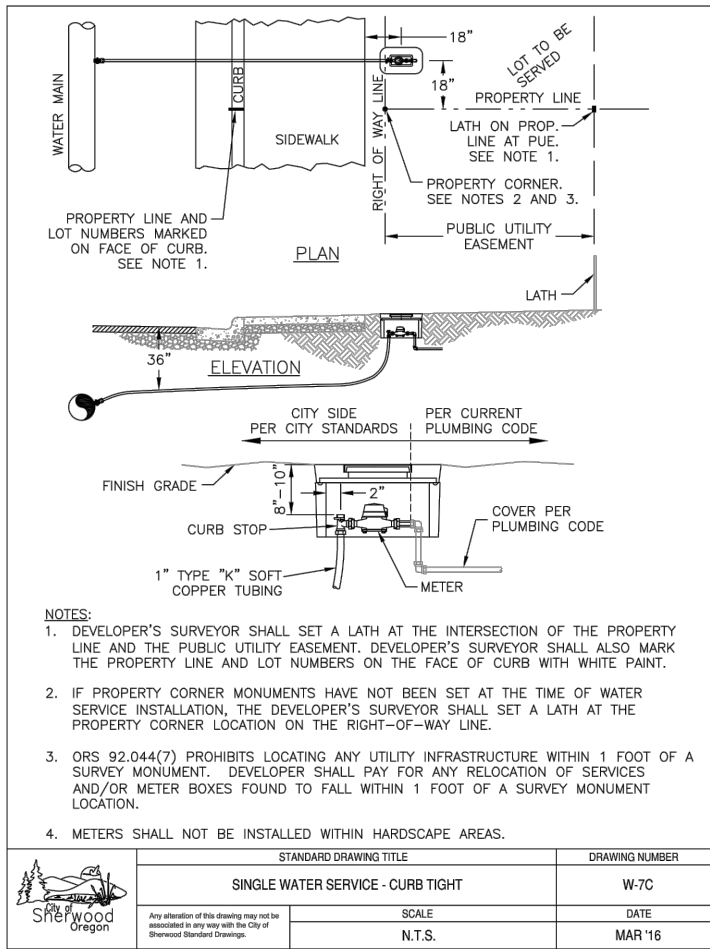 18"
LOT TO BE
SERVED
WATER MAIN
CURB
18"
PROPERTY LINE
SIDEWALK
RIGHT OF WAY LINE
LATH ON PROP.
LINE AT PUE.
SEE NOTE 1.
PROPERTY CORNER.
SEE NOTES 2 AND 3.
PROPERTY LINE AND
LOT NUMBERS MARKED
ON FACE OF CURB.
SEE NOTE 1.
PUBLIC UTILITY
EASEMENT
PLAN
LATH
36"
ELEVATION
CITY SIDE
PER CITY STANDARDS
PER CURRENT
PLUMBING CODE
FINISH GRADE
8"-10"
2"
CURB STOP
COVER PER
PLUMBING CODE
1" TYPE "K" SOFT
COPPER TUBING
METER
NOTES:
1. DEVELOPER'S SURVEYOR SHALL SET A LATH AT THE INTERSECTION OF THE PROPERTY
LINE AND THE PUBLIC UTILITY EASEMENT. DEVELOPER'S SURVEYOR SHALL ALSO MARK
THE PROPERTY LINE AND LOT NUMBERS ON THE FACE OF CURB WITH WHITE PAINT.
2. IF PROPERTY CORNER MONUMENTS HAVE NOT BEEN SET AT THE TIME OF WATER
SERVICE INSTALLATION, THE DEVELOPER'S SURVEYOR SHALL SET A LATH AT THE
PROPERTY CORNER LOCATION ON THE RIGHT-OF-WAY LINE.
3. ORS 92.044(7) PROHIBITS LOCATING ANY UTILITY INFRASTRUCTURE WITHIN 1 FOOT OF A
SURVEY MONUMENT. DEVELOPER SHALL PAY FOR ANY RELOCATION OF SERVICES
AND/OR METER BOXES FOUND TO FALL WITHIN 1 FOOT OF A SURVEY MONUMENT
LOCATION.
4. METERS SHALL NOT BE INSTALLED WITHIN HARDSCAPE AREAS.
City of
Sherwood
Oregon
STANDARD DRAWING TITLE
DRAWING NUMBER
SINGLE WATER SERVICE - CURB TIGHT
W-7C
Any alteration of this drawing may not be
associated in any way with the City of
Sherwood Standard Drawings.
SCALE
DATE
N.T.S.
MAR '16